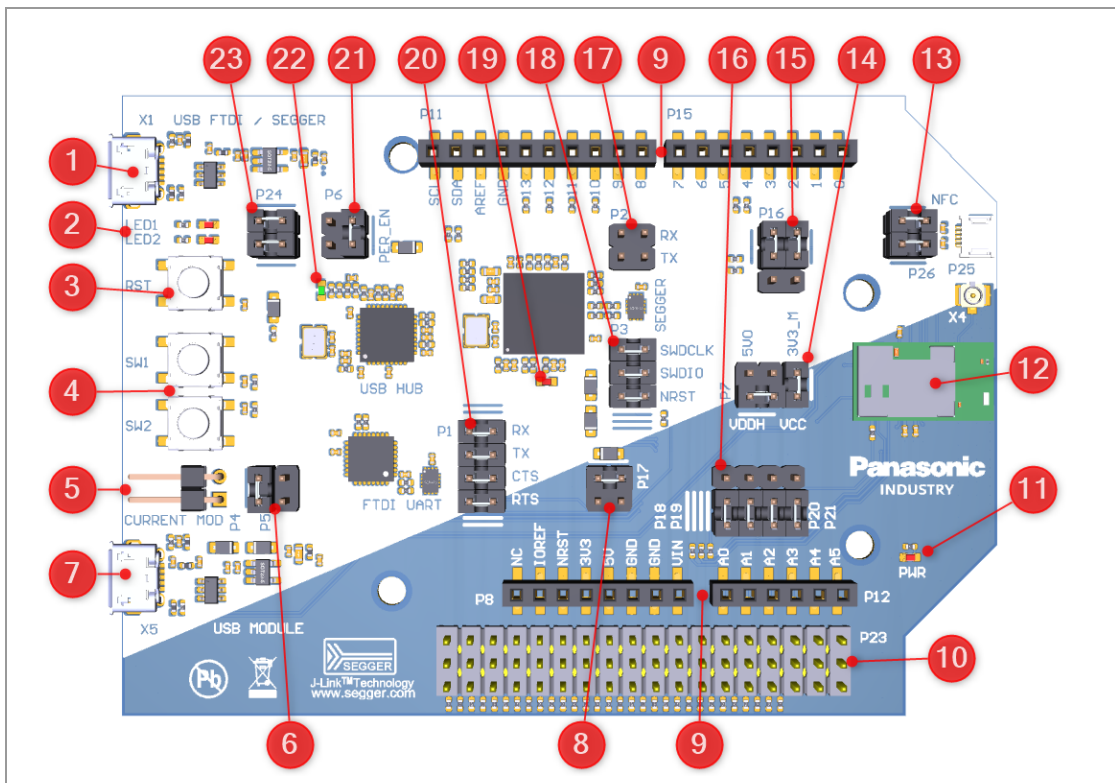 23
22
21
20
19
18
17
9
16
15
14
13
X1 USB FTDI / SEGGER
P11
P15
1
SCL
SDA
AREF
GND
13
12
11
10
9
8
7
6
5
4
3
2
1
0
2
LED1
LED2
P24
P6
PER_EN
P2
RX
TX
P16
NFC
P26
P25
3
RST
SEGGER
X4
P3
SWDCLK
SWDIO
NRST
5V0
3V3_M
P7
VDDH
VCC
12
4
SW1
SW2
USB HUB
P1
RX
TX
CTS
RTS
FTDI UART
Panasonic
INDUSTRY
5
CURRENT MOD
P4
P5
P17
P18
P19
P20
P21
11
PWR
7
X5
USB MODULE
P8
NC
IOREF
NRST
3V3
5V
GND
GND
VIN
A0
A1
A2
A3
A4
A5
P12
P23
10
Pb
SEGGER
J-Link™Technology
www.segger.com
6
8
9